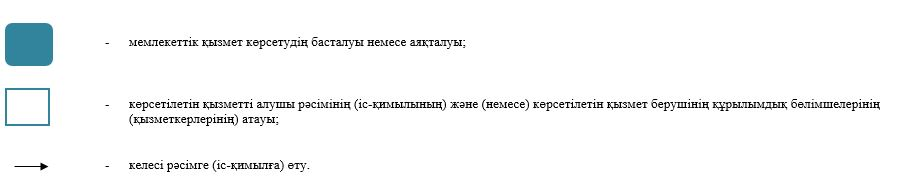 - мемлекеттік қызмет көрсетудің басталуы немесе аяқталуы;
- көрсетілетін қызметті алушы рәсімінің (іс-қимылының) және (немесе) көрсетілетін қызмет берушінің құрылымдық бөлімшелерінің
(қызметкерлерінің) атауы;
- келесі рәсімге (іс-қимылға) өту.